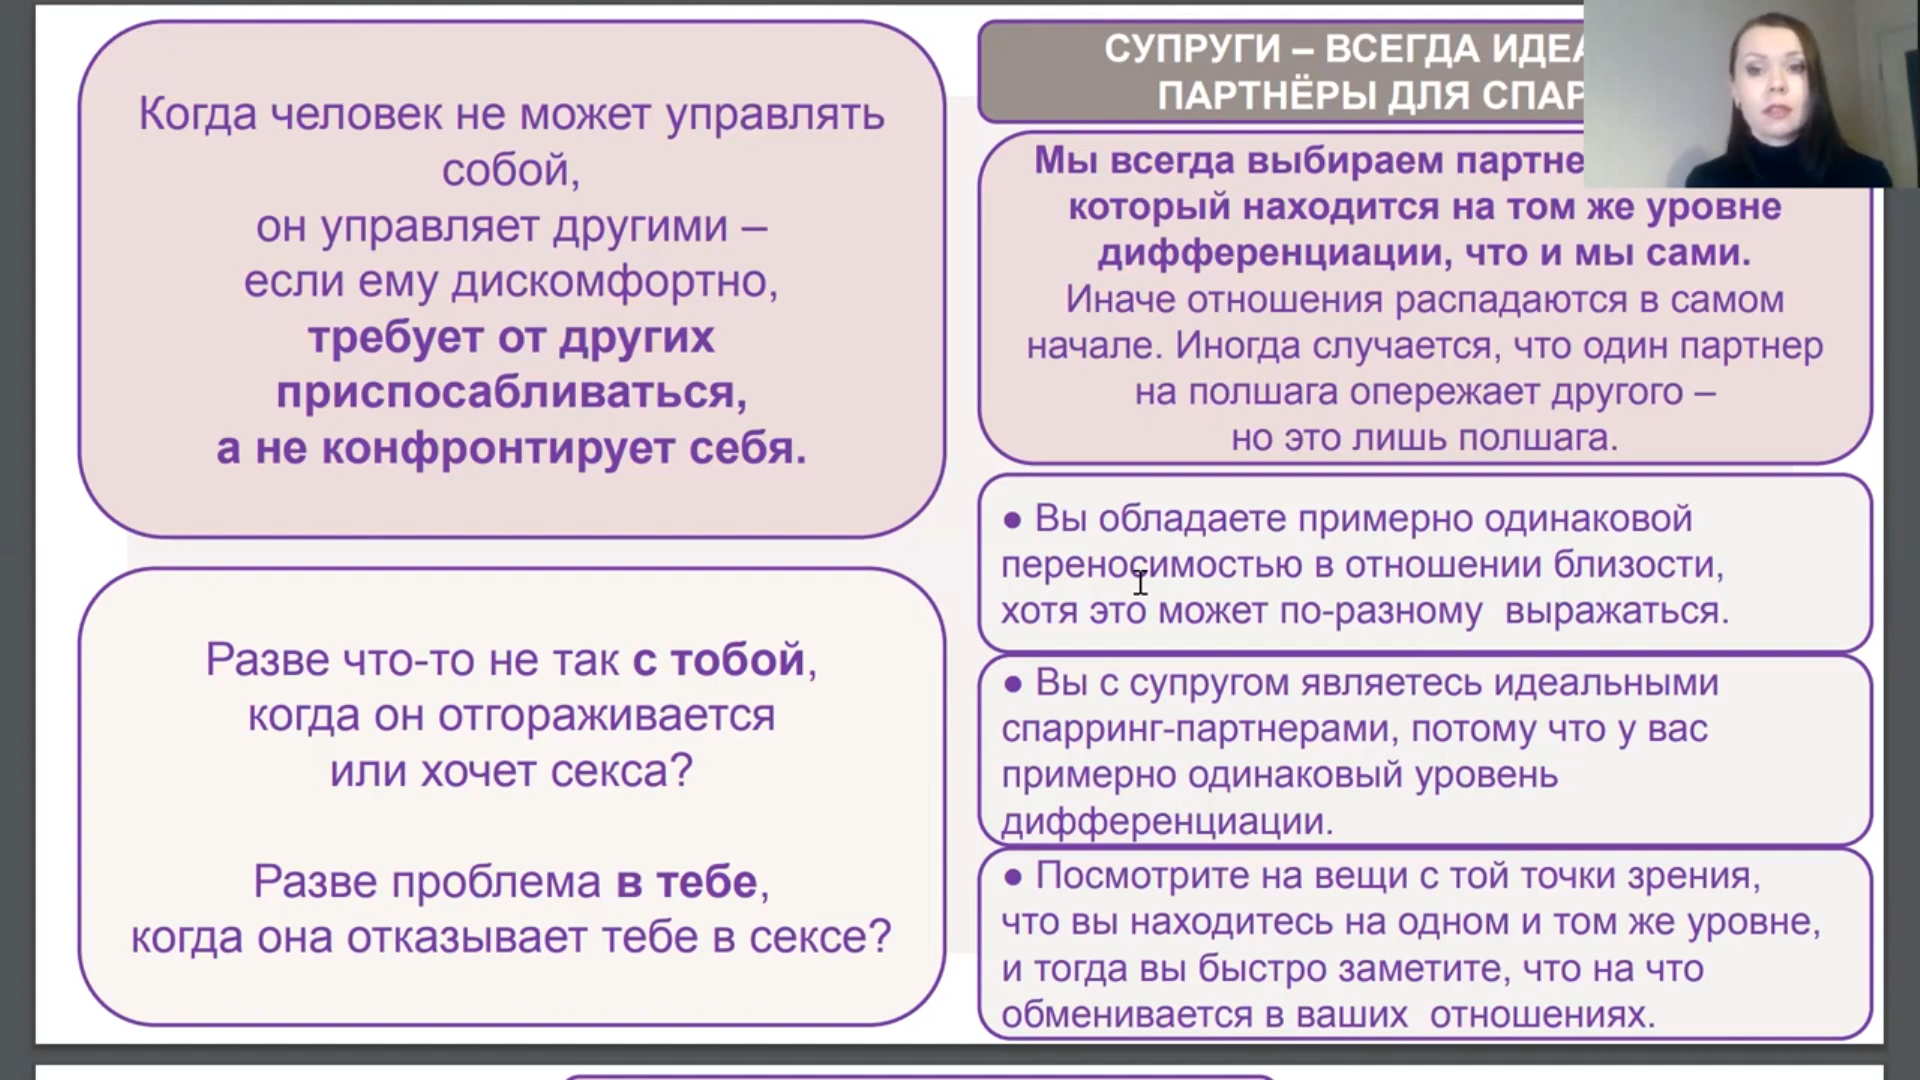 Когда человек не может управлять
собой,
он управляет другими –
если ему дискомфортно,
требует от других
приспосабливаться,
а не конфронтирует себя.
Разве что-то не так с тобой,
когда он отгораживается
или хочет секса?
Разве проблема в тебе,
когда она отказывает тебе в сексе?
СУПРУГИ – ВСЕГДА
ПАРТНЁРЫ ДЛЯ
Мы всегда выбираем
который находится на том же уровне
дифференциации, что и мы сами.
Иначе отношения распадаются в самом
начале. Иногда случается, что один партнер
на полшага опережает другого –
но это лишь полшага.
● Вы обладаете примерно одинаковой
переносимостью в отношении близости,
хотя это может по-разному выражаться.
● Вы с супругом являетесь идеальными
спарринг-партнерами, потому что у вас
примерно одинаковый уровень
дифференциации.
● Посмотрите на вещи с той точки зрения,
что вы находитесь на одном и том же уровне,
и тогда вы быстро заметите, что на что
обменивается в ваших отношениях.